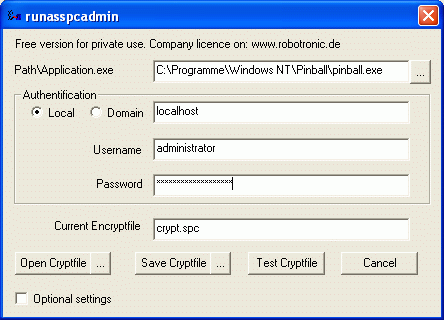 runasspcadmin
Free version for private use. Company licence on: www.robotronic.de
Path\Application.exe C:\Programme\Windows NT\Pinball\pinball.exe ...
Authentification
Local Domain localhost
Username administrator
Password xxxxxxxxxxxxxxxxxxx
Current Encryptfile crypt.spc
Open Cryptfile ... Save Cryptfile ... Test Cryptfile Cancel
Optional settings